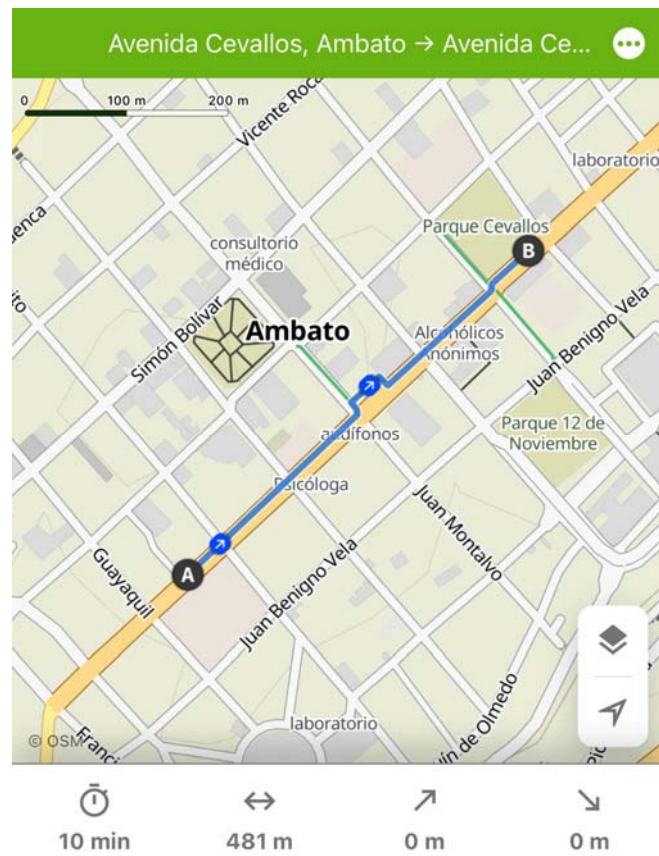 Avenida Cevallos, Ambato → Avenida Ce...
0 100 m 200 m
Vicente Roca
laboratorio
Parque Cevallos
B
consultorio
médico
Simón Bolívar
Ambato
Alcohólicos
Anónimos
Juan Benigno Vela
audífonos
Parque 12 de
Noviembre
Psicóloga
Juan Montalvo
A
Guayaquil
Juan Benigno Vela
laboratorio
© OSM
10 min
481 m
0 m
0 m